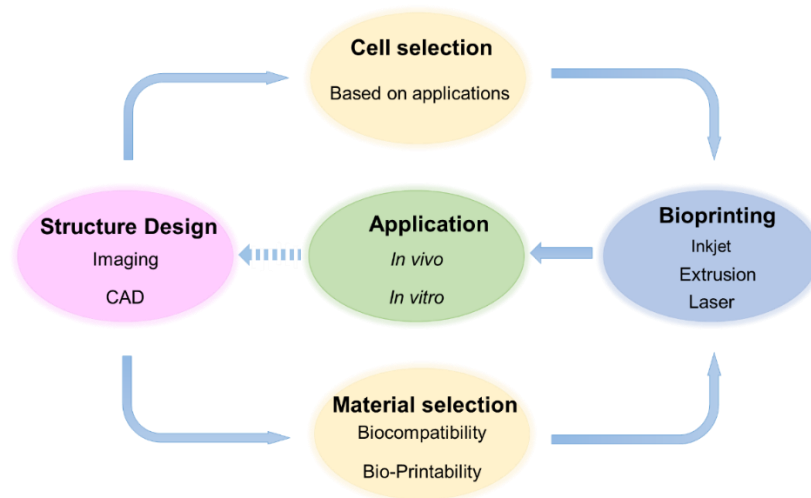 Cell selection
Based on applications
Structure Design
Imaging
CAD
Application
In vivo
In vitro
Bioprinting
Inkjet
Extrusion
Laser
Material selection
Biocompatibility
Bio-Printability